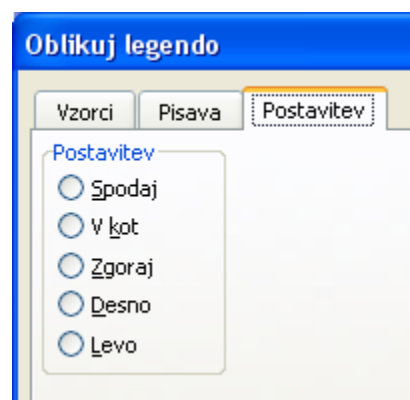 Oblikuj legendo
Vzorci Pisava Postavitev
Postavitev
Spodaj
V kot
Zgoraj
Desno
Levo